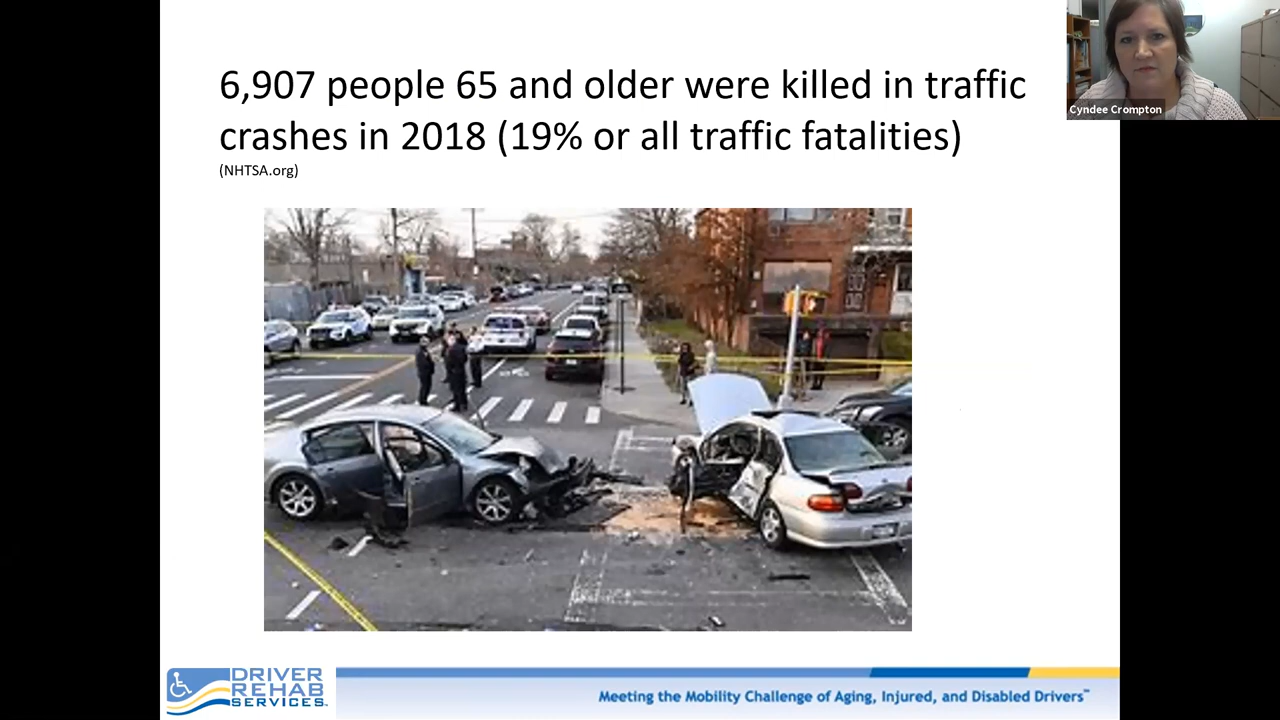 6,907 people 65 and older were killed in traffic
crashes in 2018 (19% or all traffic fatalities)
(NHTSA.org)
Cyndee Crompton
DRIVER
REHAB
SERVICES
Meeting the Mobility Challenge of Aging, Injured, and Disabled Drivers™